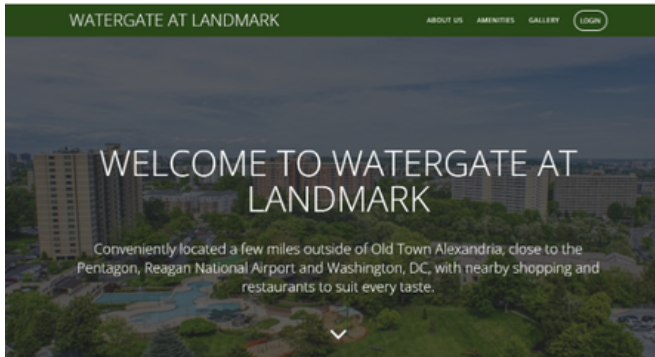 WATERGATE AT LANDMARK
ABOUT US AMENITIES GALLERY LOGIN
WELCOME TO WATERGATE AT
LANDMARK
Conveniently located a few miles outside of Old Town Alexandria, close to the
Pentagon, Reagan National Airport and Washington, DC, with nearby shopping and
restaurants to suit every taste.